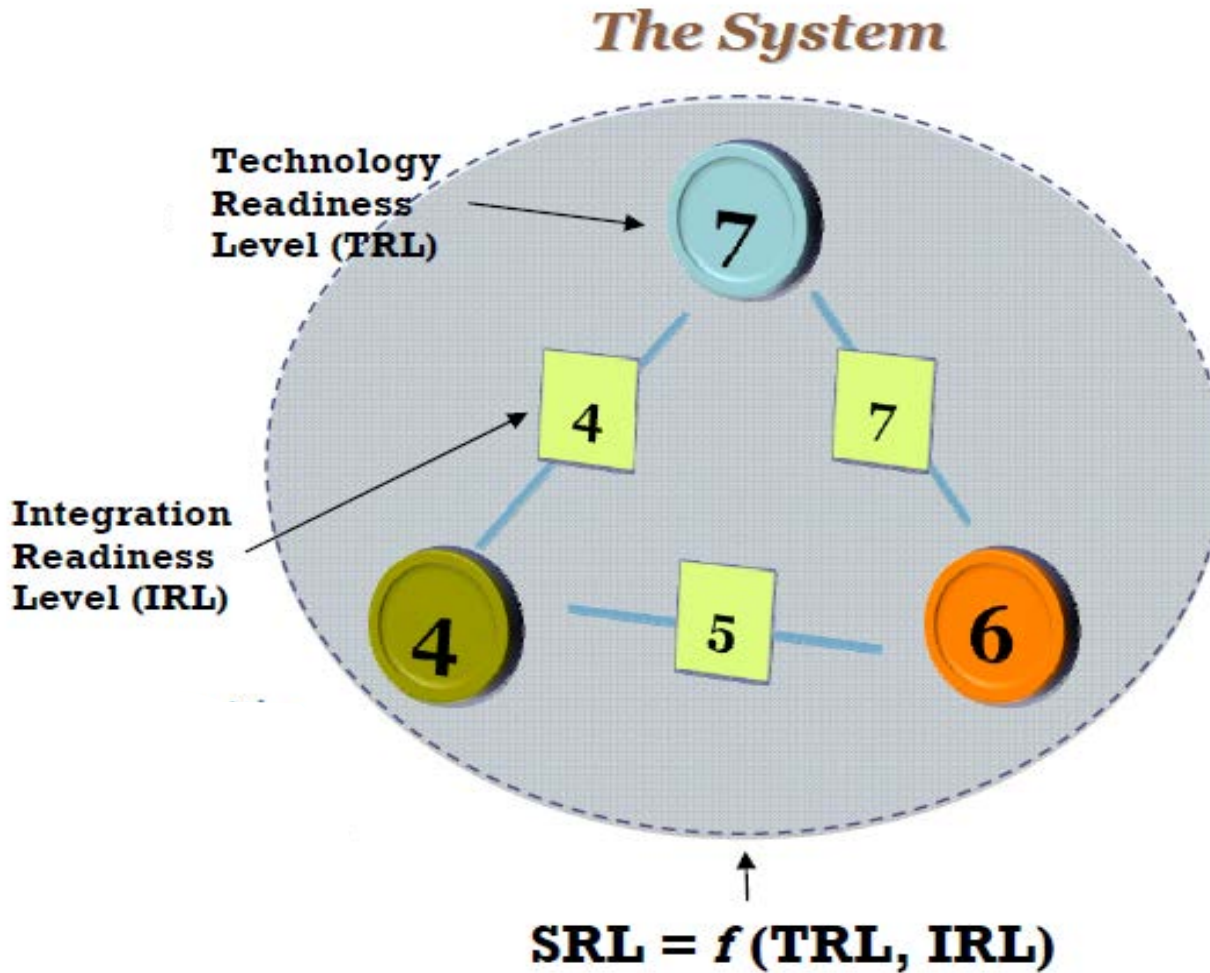 The System
Technology
Readiness
Level (TRL)
7
4
7
Integration
Readiness
Level (IRL)
4
5
6
SRL = f (TRL, IRL)